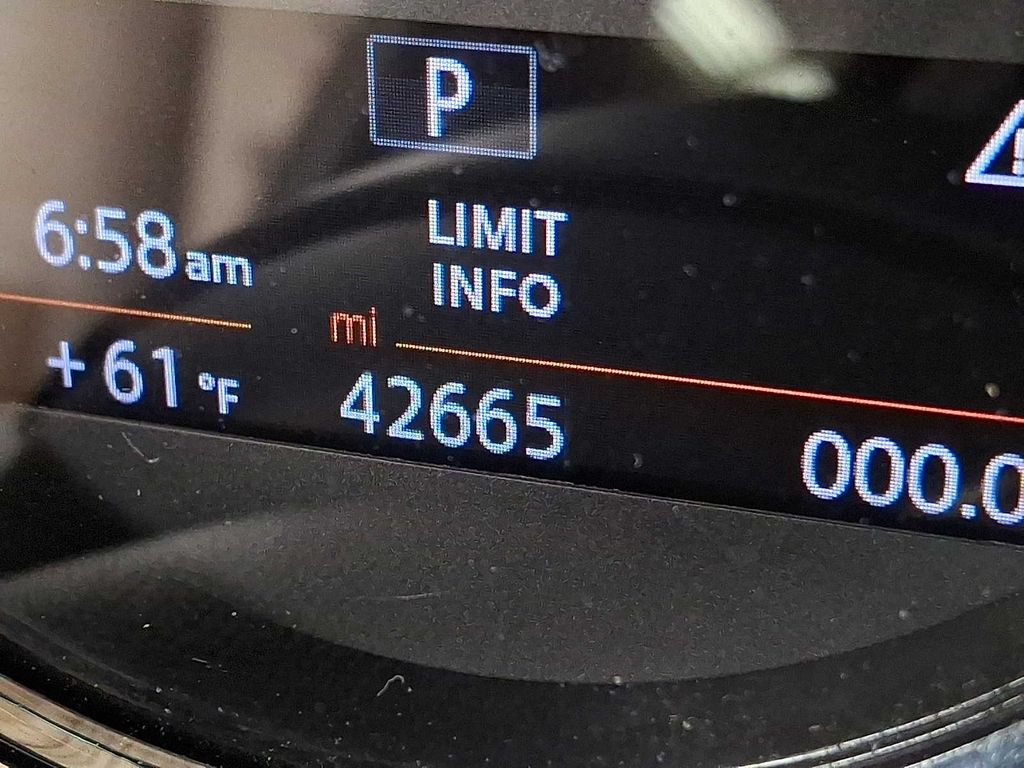 P
LIMIT
INFO
6:58am
mi
+61°F
42665
000.0